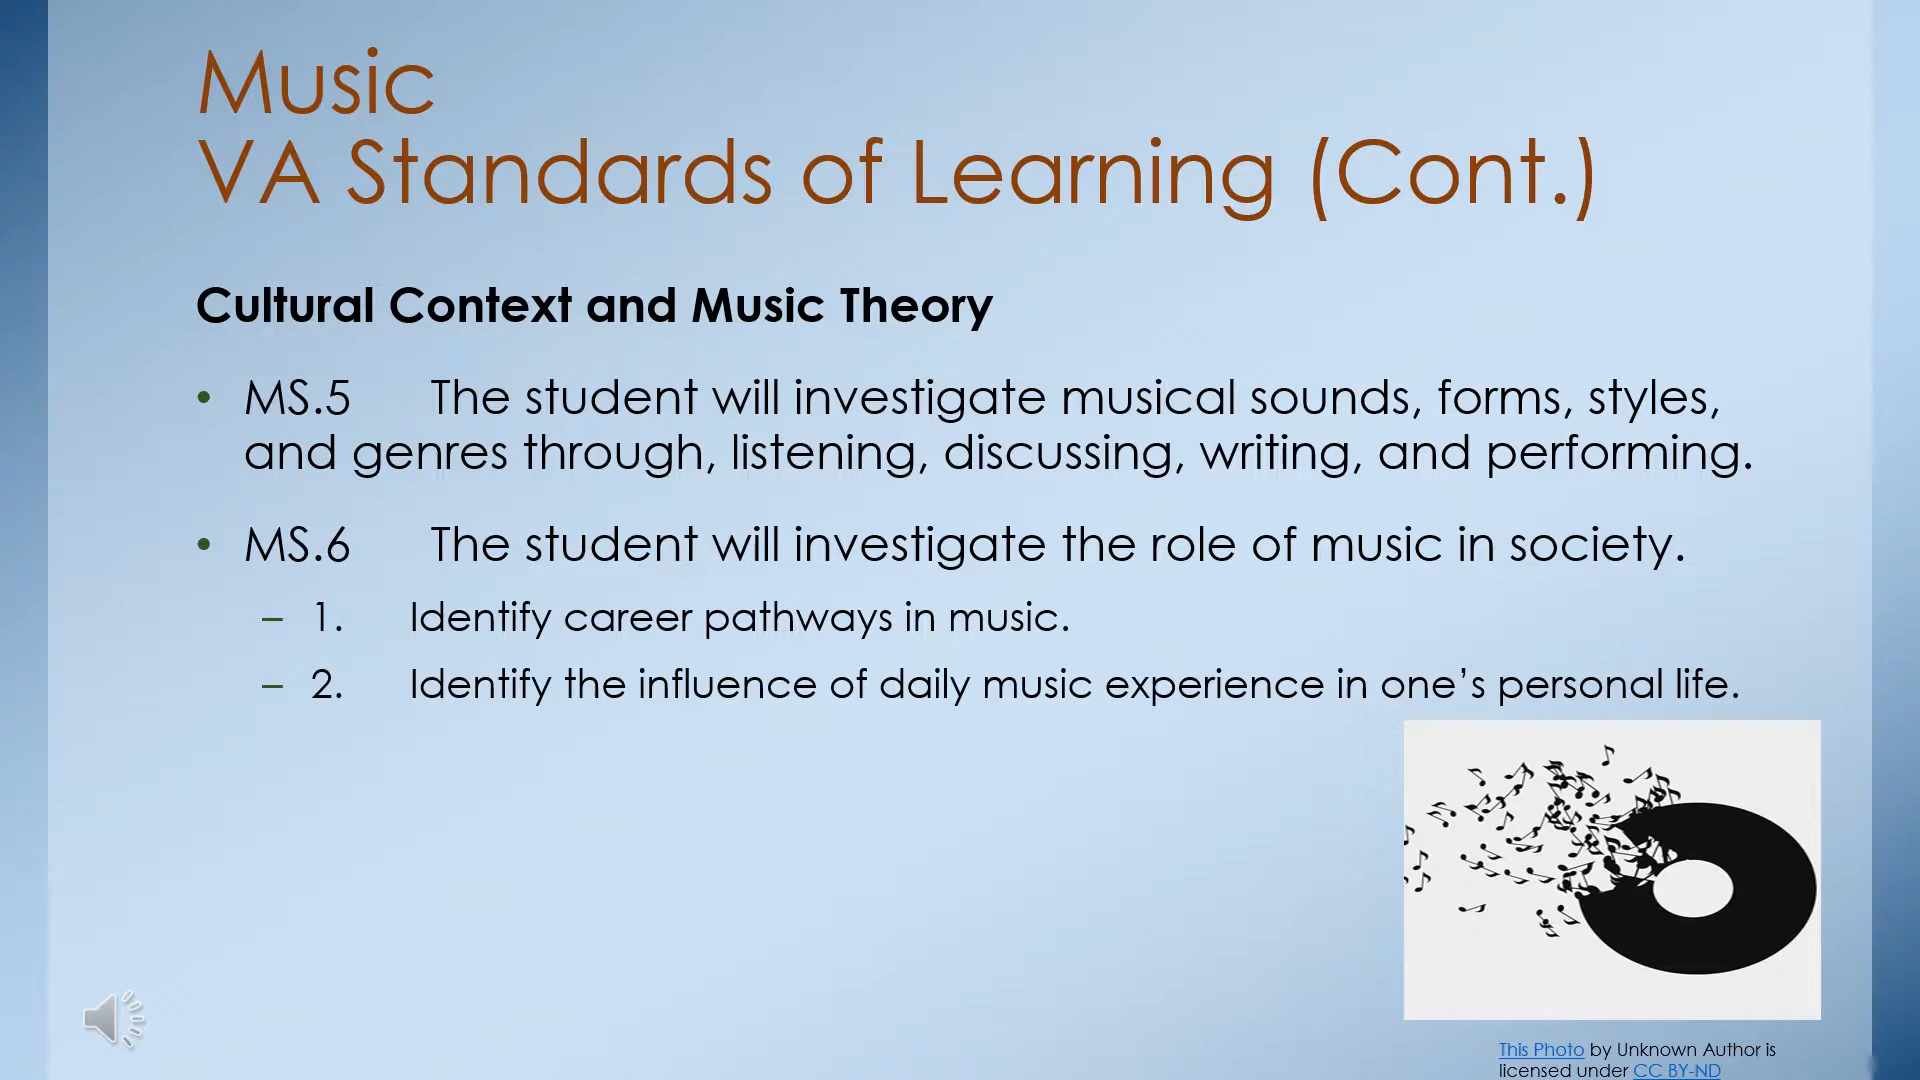 Music
VA Standards of Learning (Cont.)
Cultural Context and Music Theory
• MS.5 The student will investigate musical sounds, forms, styles,
and genres through, listening, discussing, writing, and performing.
• MS.6 The student will investigate the role of music in society.
– 1. Identify career pathways in music.
– 2. Identify the influence of daily music experience in one’s personal life.
This Photo by Unknown Author is
licensed under CC BY-ND